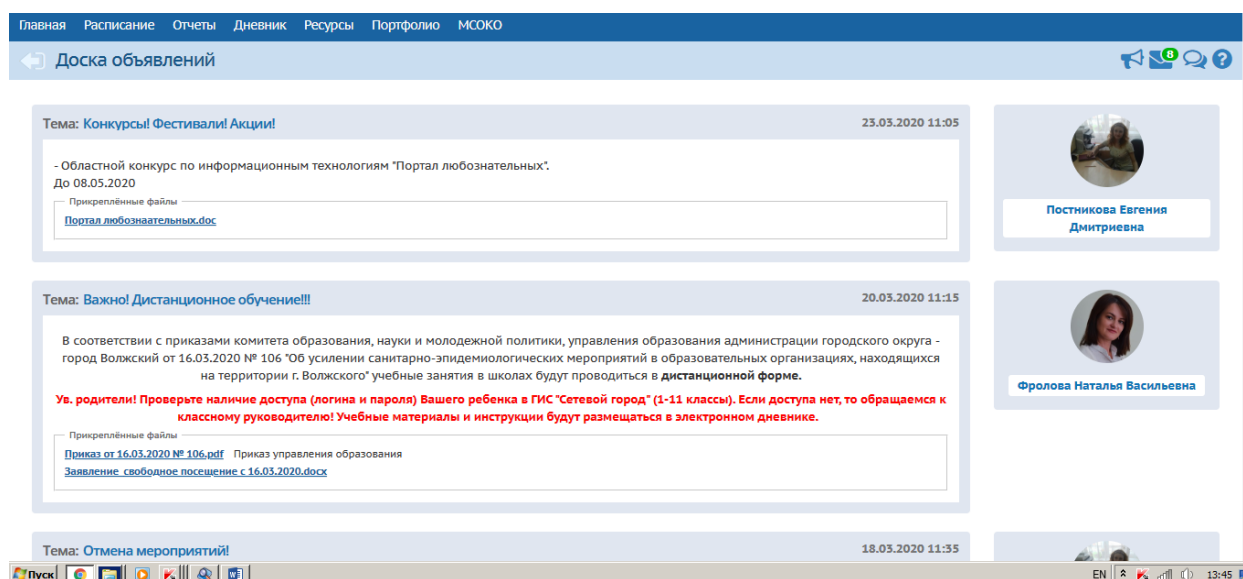 Главная Расписание Отчеты Дневник Ресурсы Портфолио МСОКО
Доска объявлений
8
Тема: Конкурсы! Фестивали! Акции! 23.03.2020 11:05
- Областной конкурс по информационным технологиям "Портал любознательных".
До 08.05.2020
Прикреплённые файлы
Портал любознаательных.doc
Постникова Евгения
Дмитриевна
Тема: Важно! Дистанционное обучение!!! 20.03.2020 11:15
В соответствии с приказами комитета образования, науки и молодежной политики, управления образования администрации городского округа -
город Волжский от 16.03.2020 № 106 "Об усилении санитарно-эпидемиологических мероприятий в образовательных организациях, находящихся
на территории г. Волжского" учебные занятия в школах будут проводиться в дистанционной форме.
Ув. родители! Проверьте наличие доступа (логина и пароля) Вашего ребенка в ГИС "Сетевой город" (1-11 классы). Если доступа нет, то обращаемся к
классному руководителю! Учебные материалы и инструкции будут размещаться в электронном дневнике.
Прикреплённые файлы
Приказ от 16.03.2020 № 106.pdf Приказ управления образования
Заявление свободное посещение с 16.03.2020.docx
Фролова Наталья Васильевна
Тема: Отмена мероприятий! 18.03.2020 11:35
Пуск EN 13:45